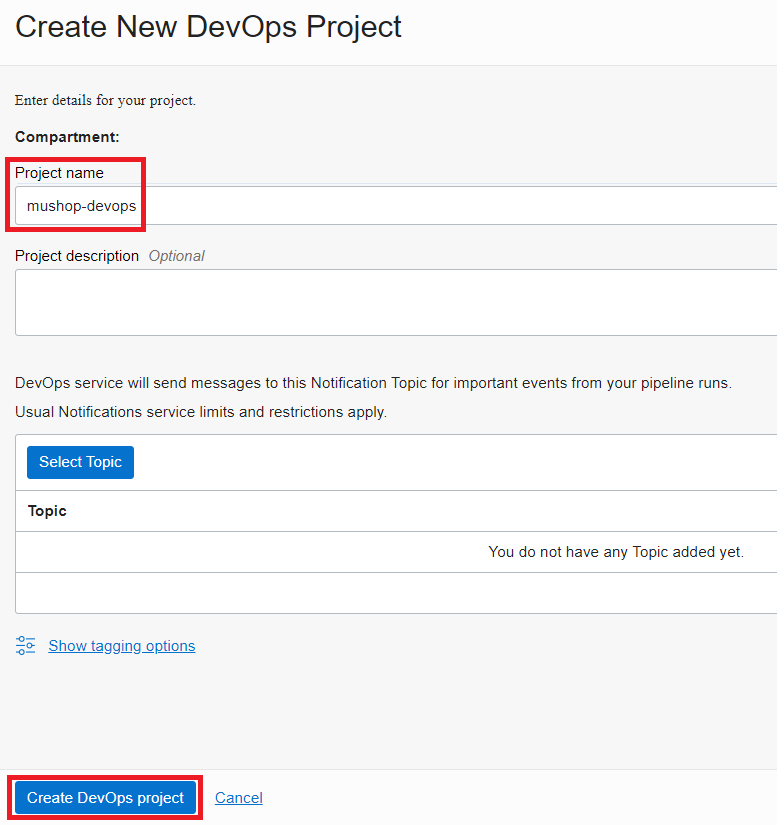 Create New DevOps Project
Enter details for your project.
Compartment:
Project name
mushop-devops
Project description Optional
DevOps service will send messages to this Notification Topic for important events from your pipeline runs.
Usual Notifications service limits and restrictions apply.
Select Topic
Topic
You do not have any Topic added yet.
Show tagging options
Create DevOps project Cancel